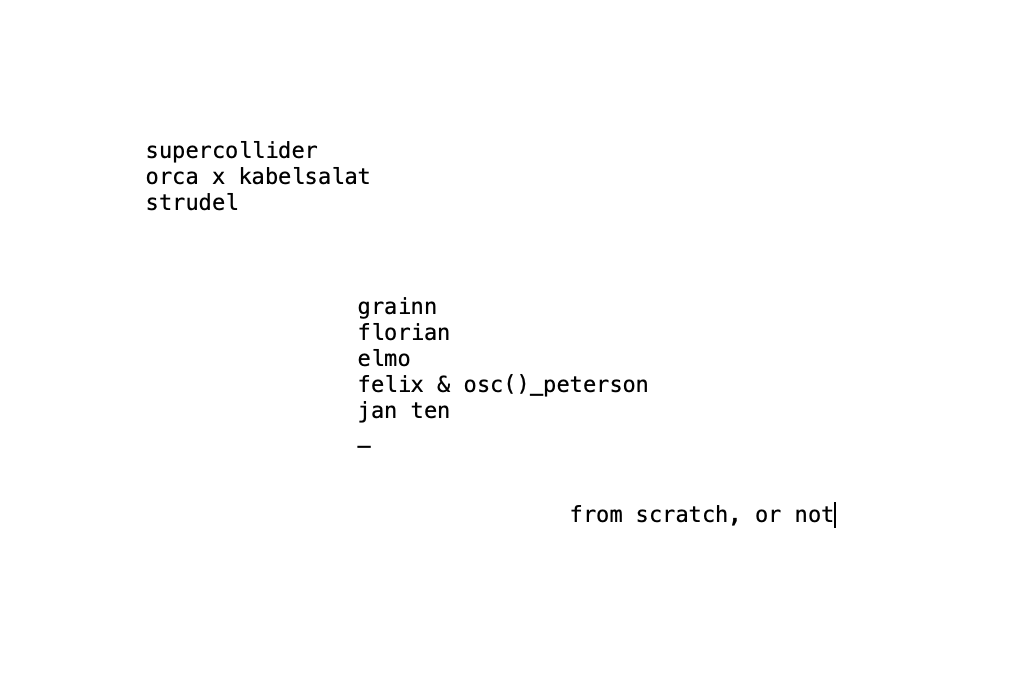 supercollider
orca x kabelsalat
strudel
grainn
florian
elmo
felix & osc()_peterson
jan ten
_
from scratch, or not